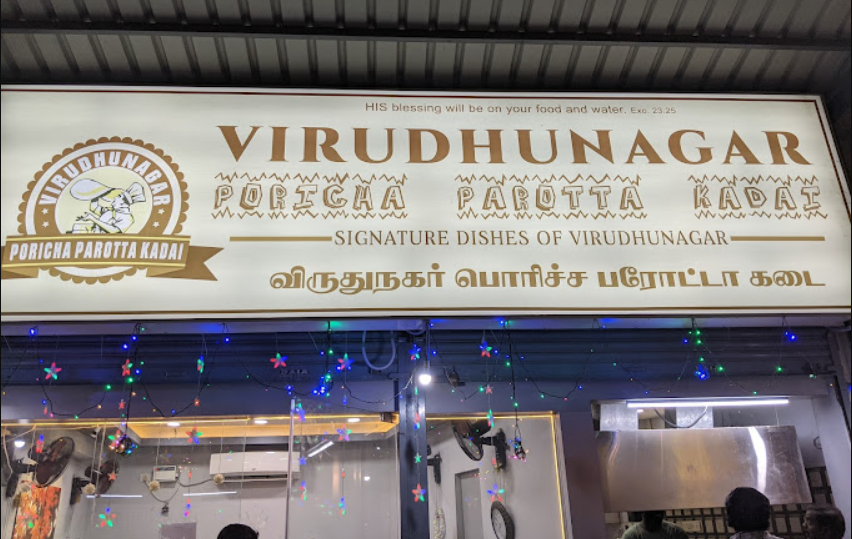 HIS blessing will be on your food and water. Exo. 23.25
VIRUDHUNAGAR
PORICHA PAROTTA KADAI
SIGNATURE DISHES OF VIRUDHUNAGAR
விருதுநகர் பொரிச்ச பரோட்டா கடை
VIRUDHUNAGAR
PORICHA PAROTTA KADAI